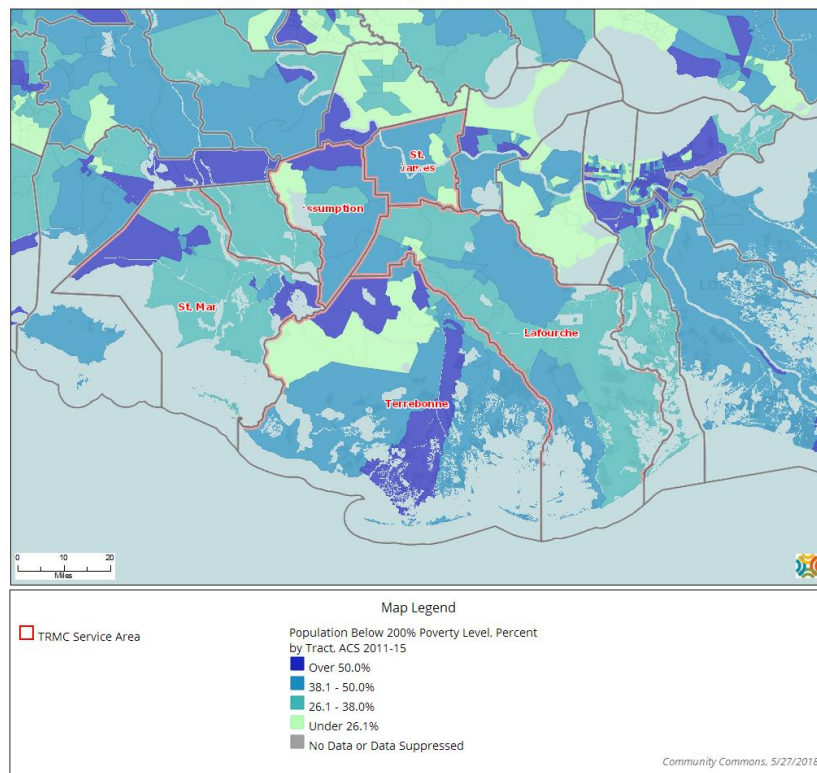 St.
James
ssumption
St. Mar
Lafourche
Terrebonne
0 10 20
Miles
Map Legend
TRMC Service Area
Population Below 200% Poverty Level, Percent
by Tract, ACS 2011-15
Over 50.0%
38.1 - 50.0%
26.1 - 38.0%
Under 26.1%
No Data or Data Suppressed
Community Commons, 5/27/2018